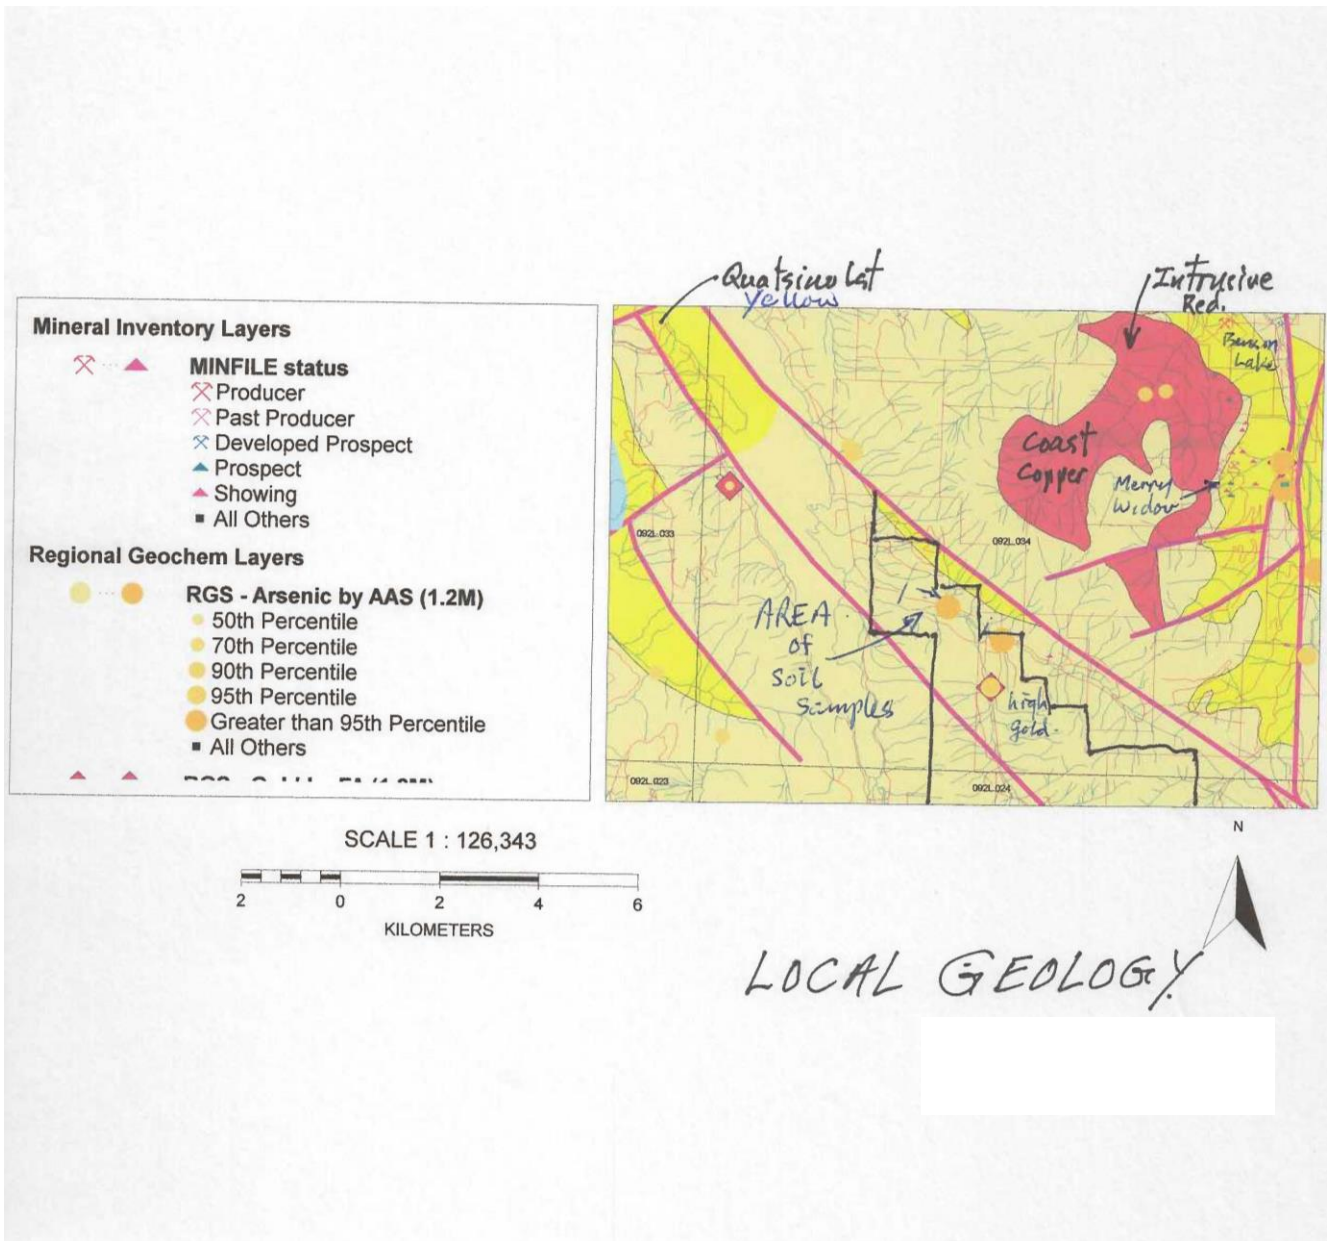 Quatsino Lst
Yellow
Intrusive
Red.
Mineral Inventory Layers
MINFILE status
Producer
Past Producer
Developed Prospect
Prospect
Showing
All Others
Regional Geochem Layers
RGS - Arsenic by AAS (1.2M)
50th Percentile
70th Percentile
90th Percentile
95th Percentile
Greater than 95th Percentile
All Others
Benson
Lake
Coast
Copper
Merry
Widow
092L.033
092L.034
AREA
of
Soil
Samples
high
gold.
092L.023
092L.024
SCALE 1 : 126,343
2 0 2 4 6
KILOMETERS
N
LOCAL GEOLOGY